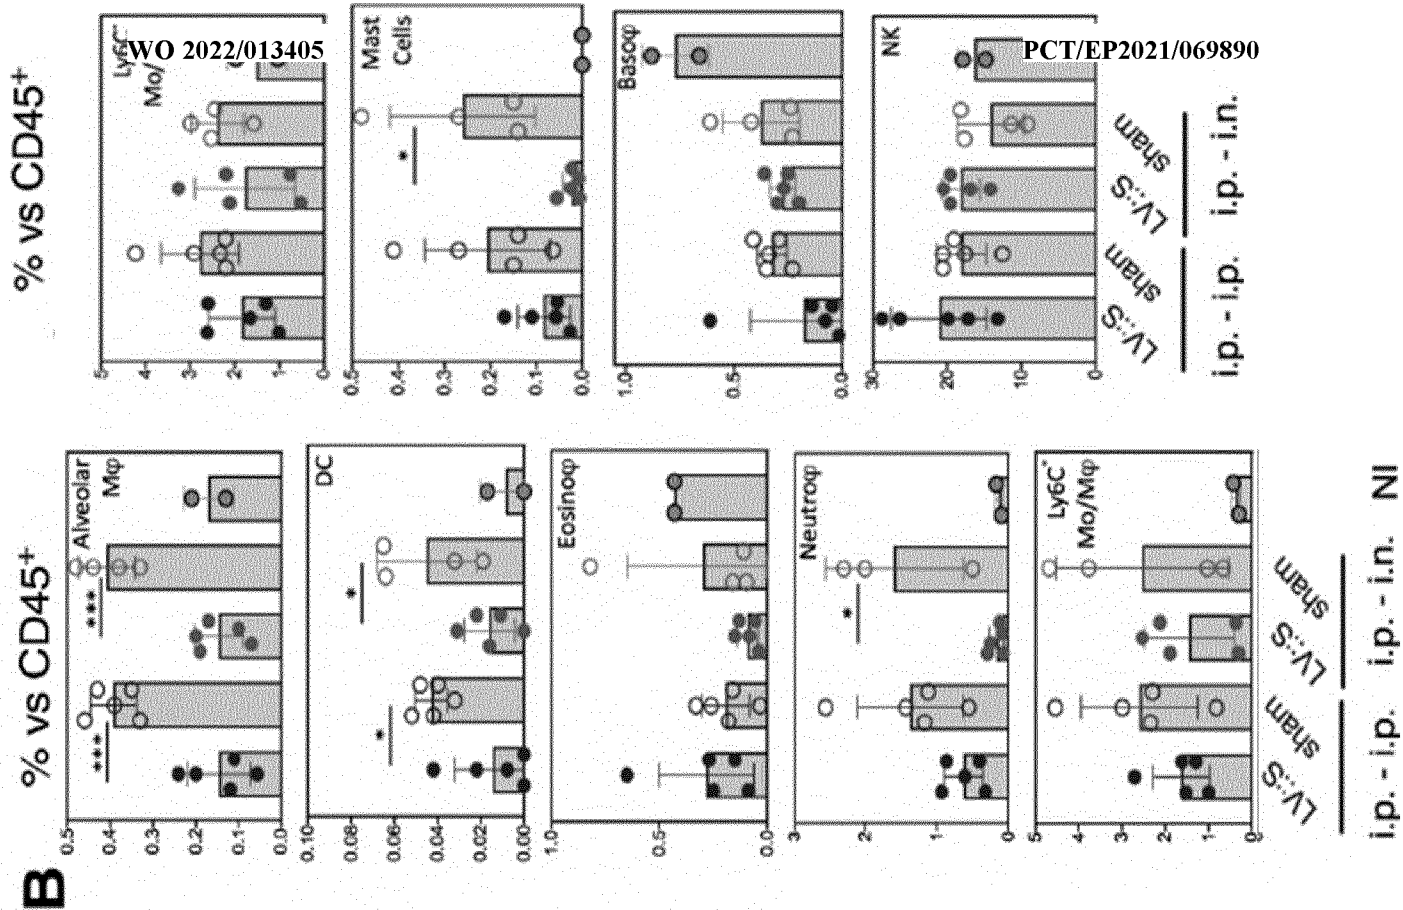 B
% vs CD45⁺
Alveolar
Mφ
***
***
0.5
0.4
0.3
0.2
0.1
0.0
DC
*
*
0.10
0.08
0.06
0.04
0.02
0.00
Eosinoφ
1.0
0.5
0.0
Neutroφ
*
3
2
1
0
Ly6C⁺
Mo/Mφ
5
4
3
2
1
0
LV::S
sham
LV::S
sham
i.p. - i.p.
i.p. - i.n.
NI
% vs CD45⁺
Ly6C
Mo/
WO 2022/013405
5
4
3
2
1
0
Mast
Cells
*
0.5
0.4
0.3
0.2
0.1
0.0
Basoφ
1.0
0.5
0.0
NK
PCT/EP2021/069890
30
20
10
0
LV::S
sham
LV::S
sham
i.p. - i.p.
i.p. - i.n.